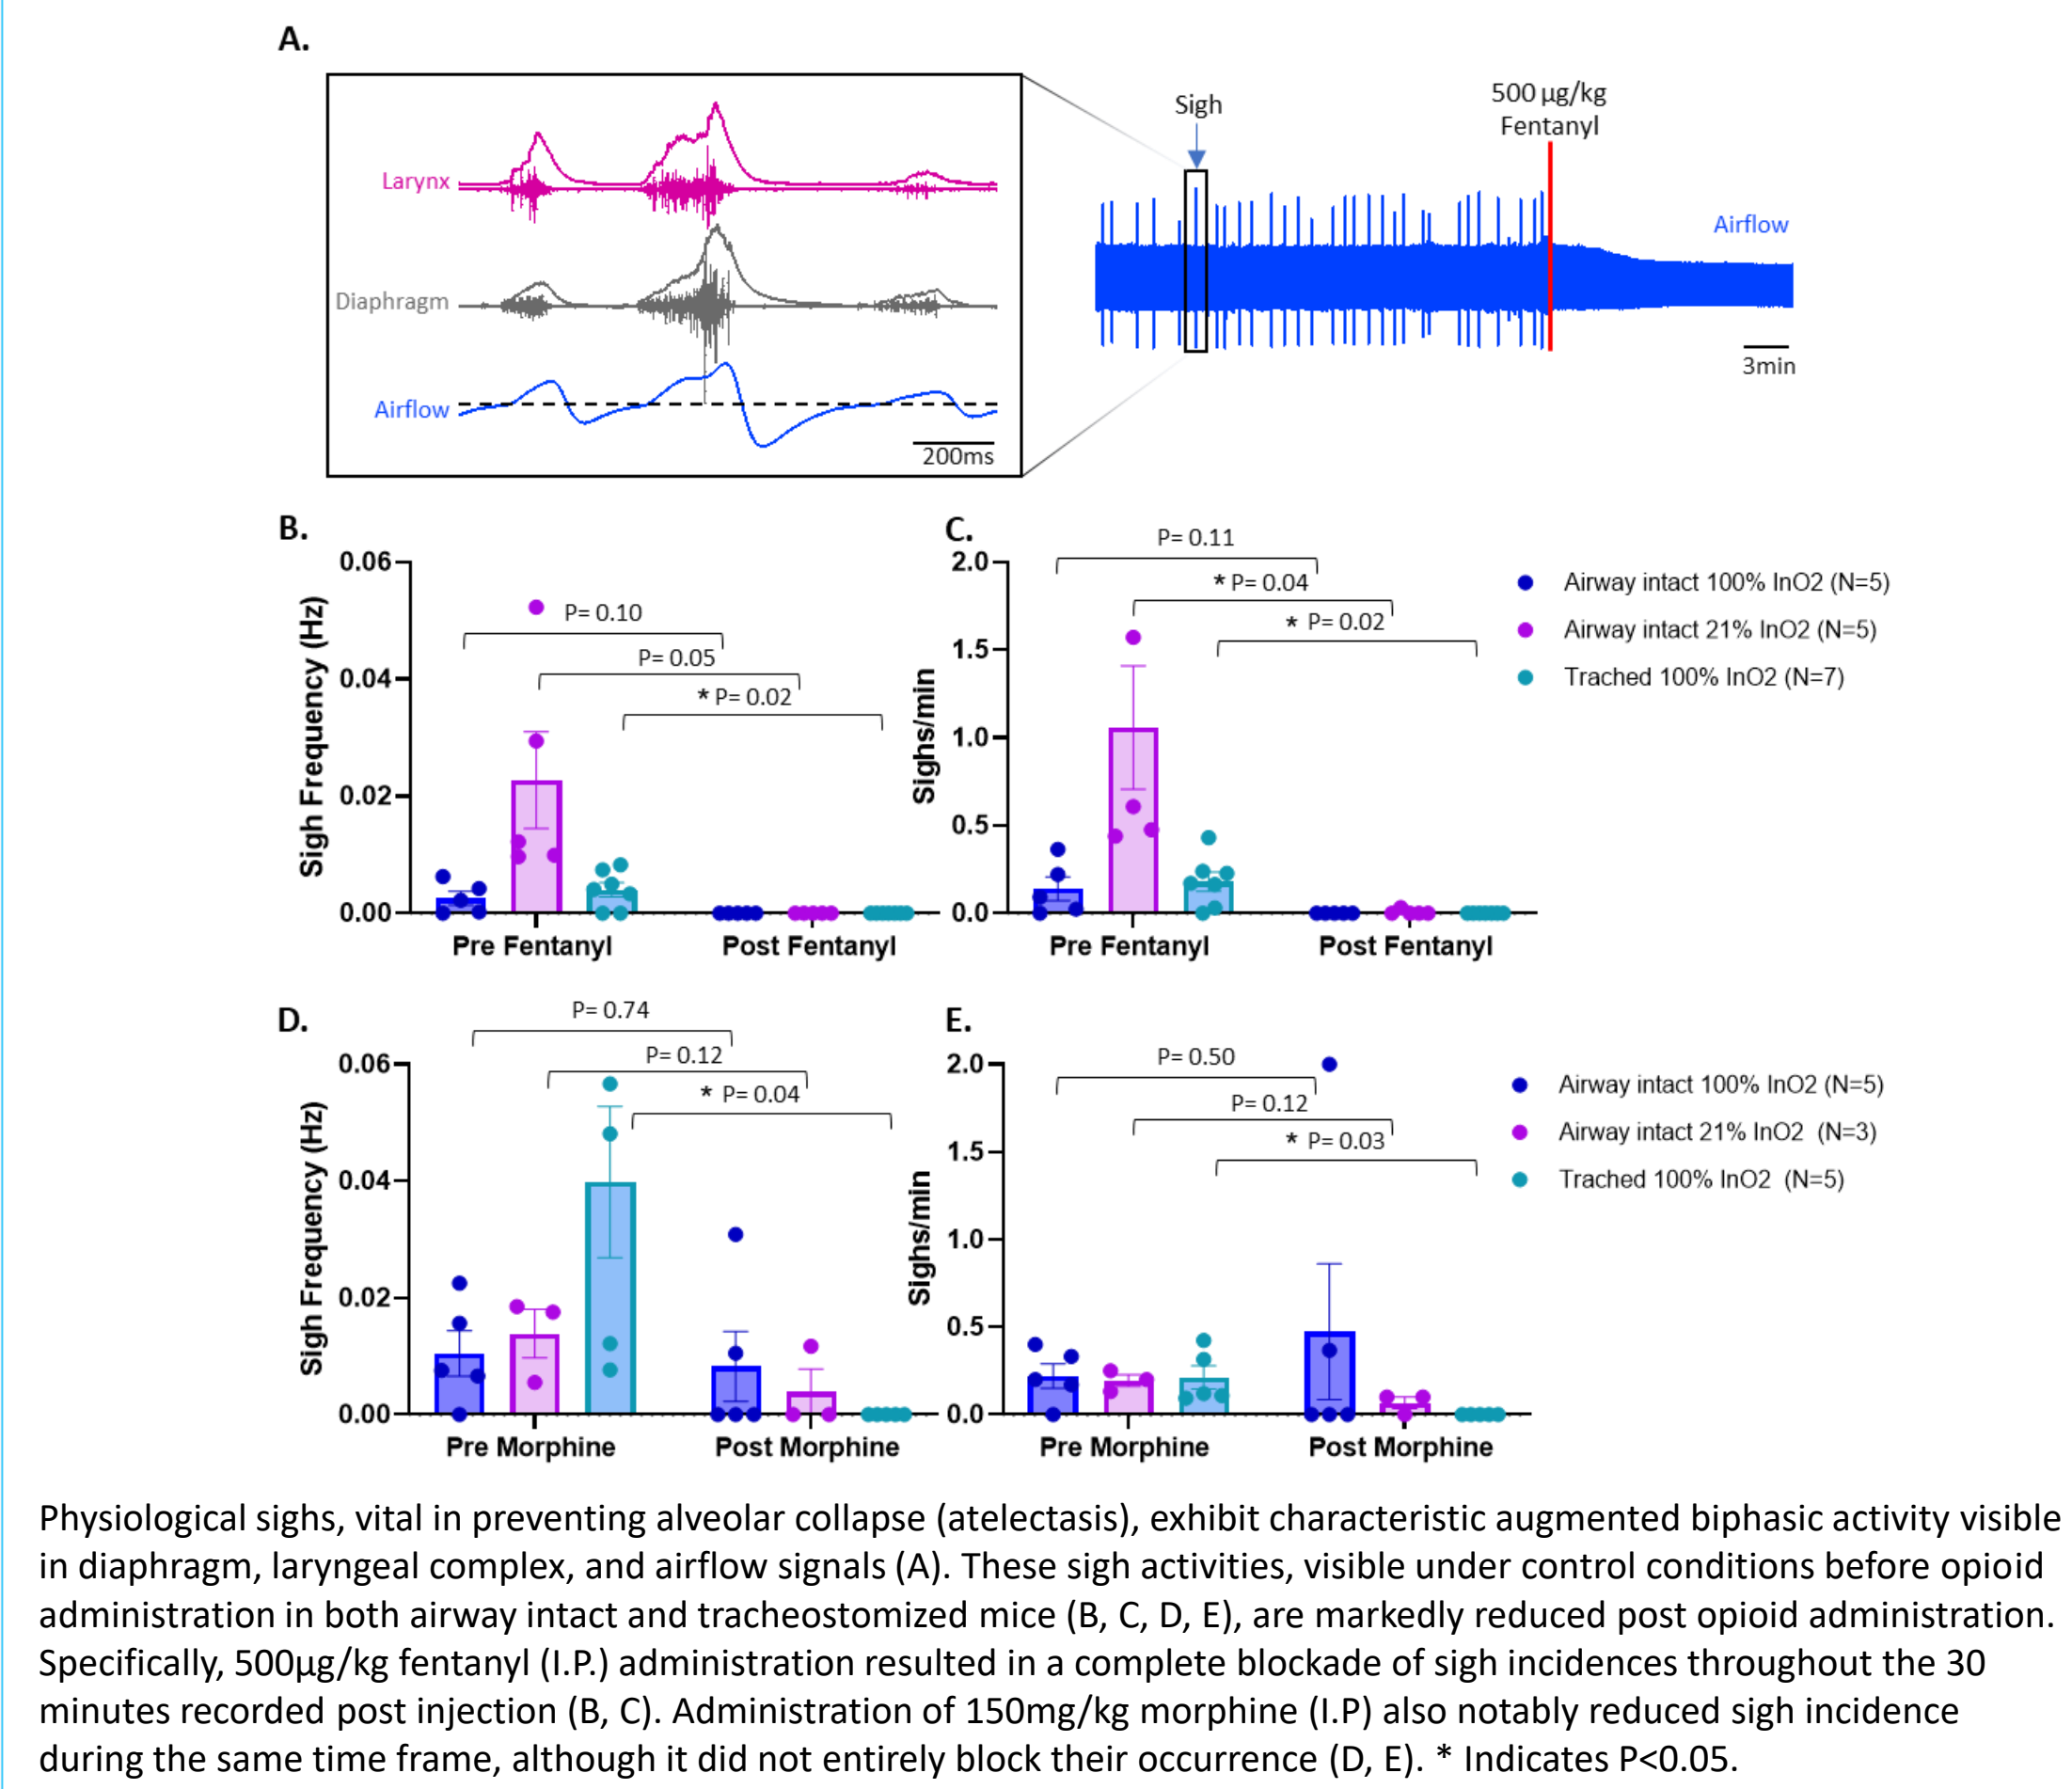 A.
Larynx
Diaphragm
Airflow
200ms
Sigh
500 µg/kg
Fentanyl
Airflow
3min
B.
Sigh Frequency (Hz)
0.06
0.04
0.02
0.00
P= 0.10
P= 0.05
* P= 0.02
Pre Fentanyl
Post Fentanyl
C.
Sighs/min
2.0
1.5
1.0
0.5
0.0
P= 0.11
* P= 0.04
* P= 0.02
Pre Fentanyl
Post Fentanyl
Airway intact 100% InO2 (N=5)
Airway intact 21% InO2 (N=5)
Trached 100% InO2 (N=7)
D.
Sigh Frequency (Hz)
0.06
0.04
0.02
0.00
P= 0.74
P= 0.12
* P= 0.04
Pre Morphine
Post Morphine
E.
Sighs/min
2.0
1.5
1.0
0.5
0.0
P= 0.50
P= 0.12
* P= 0.03
Pre Morphine
Post Morphine
Airway intact 100% InO2 (N=5)
Airway intact 21% InO2 (N=3)
Trached 100% InO2 (N=5)
Physiological sighs, vital in preventing alveolar collapse (atelectasis), exhibit characteristic augmented biphasic activity visible
in diaphragm, laryngeal complex, and airflow signals (A). These sigh activities, visible under control conditions before opioid
administration in both airway intact and tracheostomized mice (B, C, D, E), are markedly reduced post opioid administration.
Specifically, 500µg/kg fentanyl (I.P.) administration resulted in a complete blockade of sigh incidences throughout the 30
minutes recorded post injection (B, C). Administration of 150mg/kg morphine (I.P) also notably reduced sigh incidence
during the same time frame, although it did not entirely block their occurrence (D, E). * Indicates P<0.05.